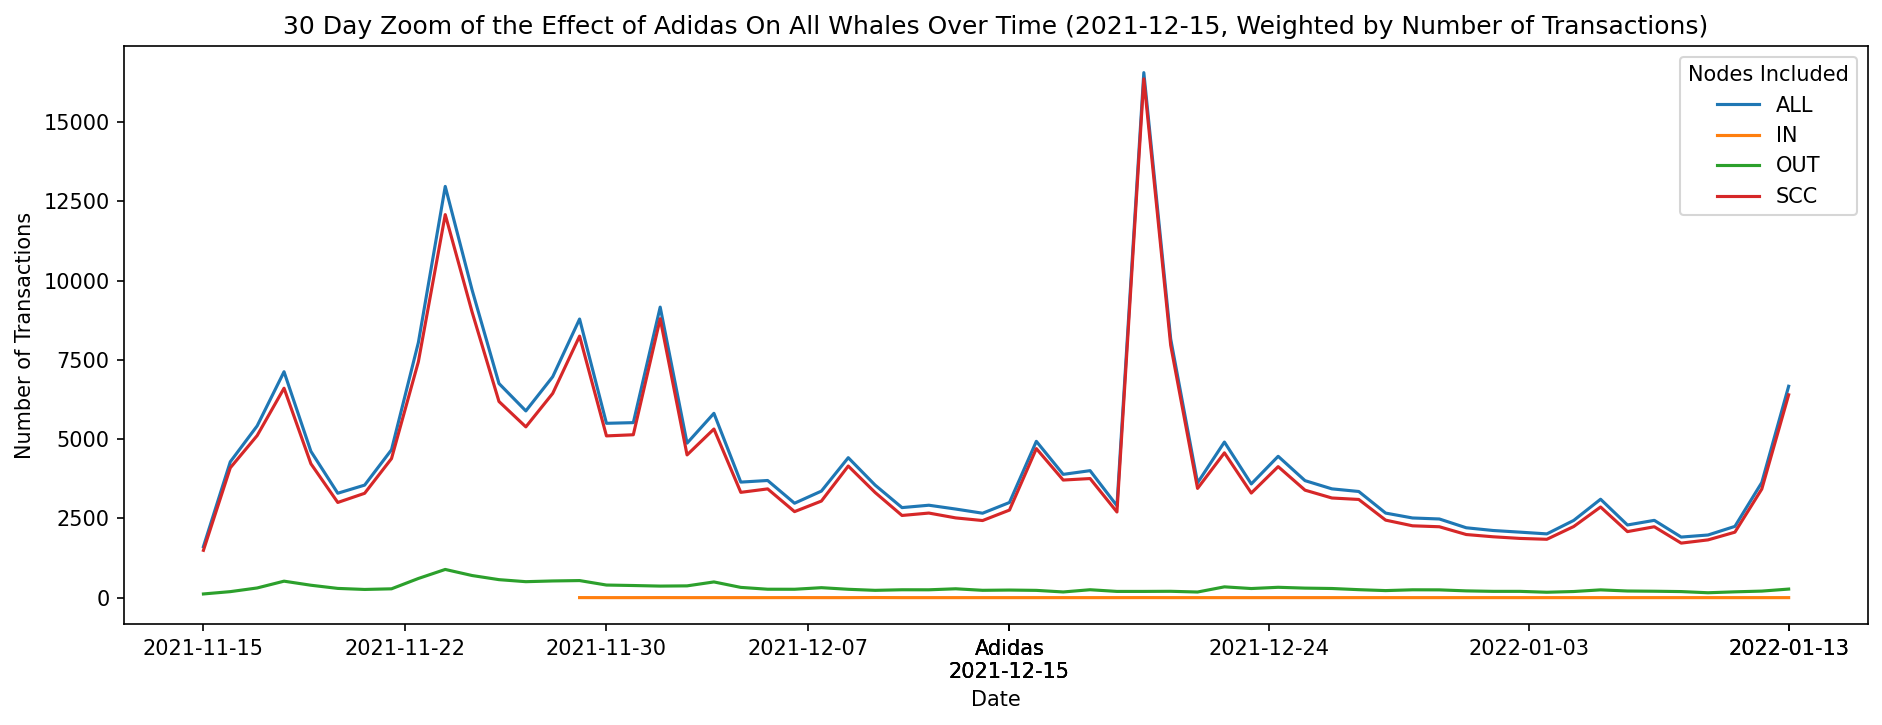 30 Day Zoom of the Effect of Adidas On All Whales Over Time (2021-12-15, Weighted by Number of Transactions)
Nodes Included
ALL
IN
OUT
SCC
Number of Transactions
15000
12500
10000
7500
5000
2500
0
2021-11-15 2021-11-22 2021-11-30 2021-12-07 Adidas 2021-12-24 2022-01-03 2022-01-13
2021-12-15
Date